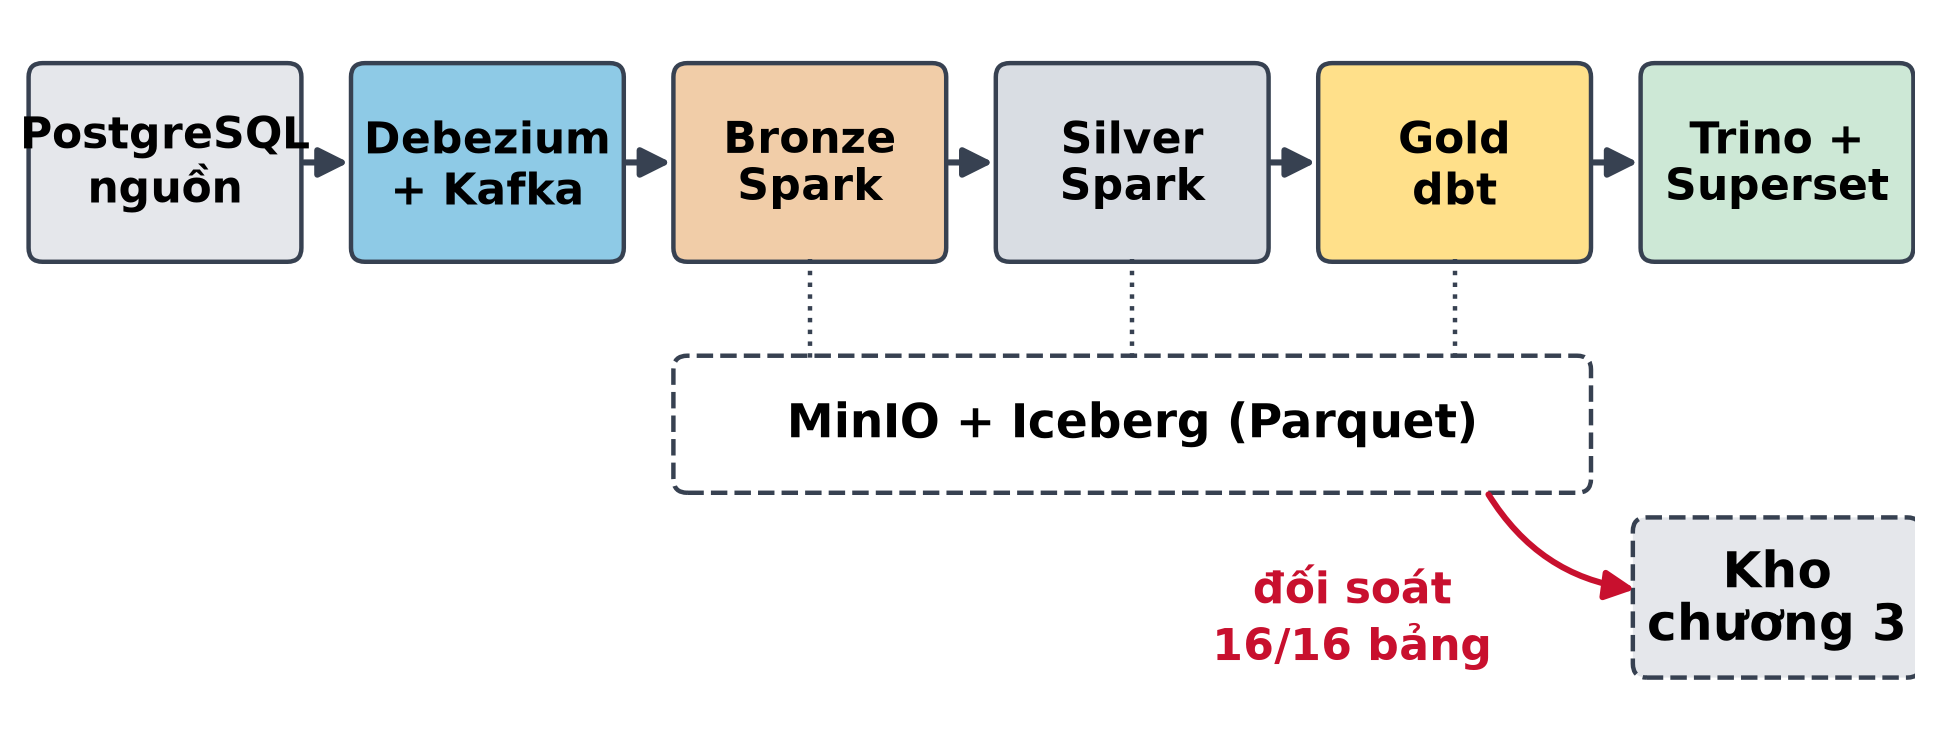 PostgreSQL
nguồn
Debezium
+ Kafka
Bronze
Spark
Silver
Spark
Gold
dbt
Trino +
Superset
MinIO + Iceberg (Parquet)
đối soát
16/16 bảng
Kho
chương 3